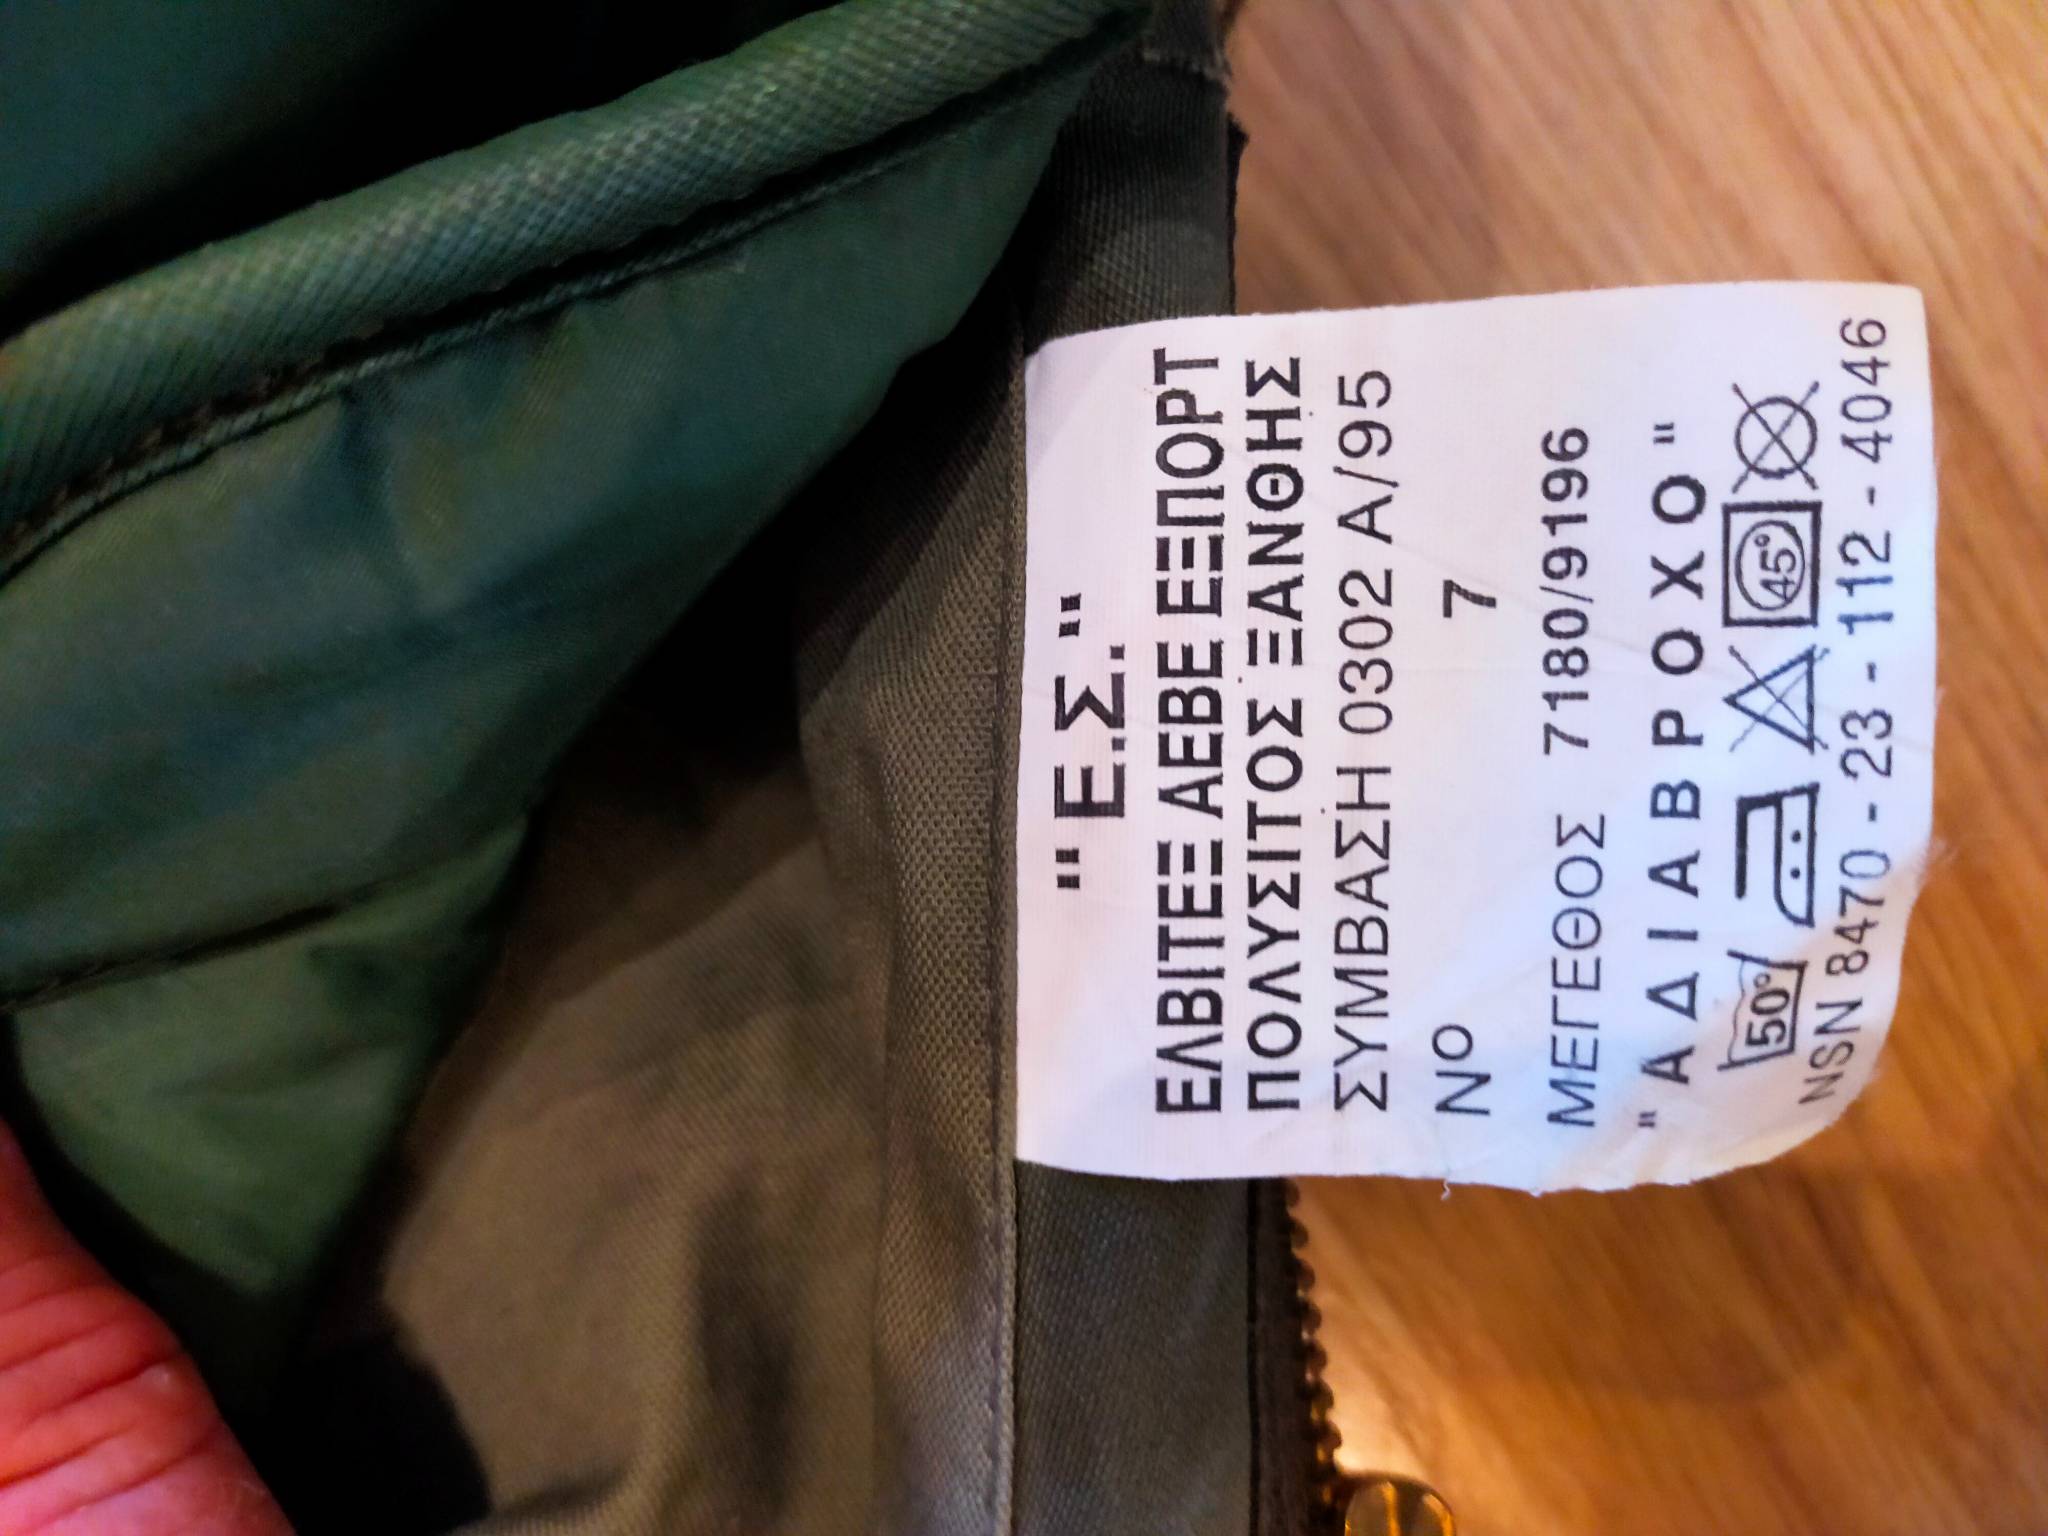 "Ε.Σ."
ΕΛΒΙΤΕΞ ΑΕΒΕ ΕΞΠΟΡΤ
ΠΟΛΥΣΙΤΟΣ ΞΑΝΘΗΣ
ΣΥΜΒΑΣΗ 0302 Α/95
ΝΟ 7
ΜΕΓΕΘΟΣ 7180/9196
"ΑΔΙΑΒΡΟΧΟ"
50° 45°
NSN 8470 - 23 - 112 - 4046